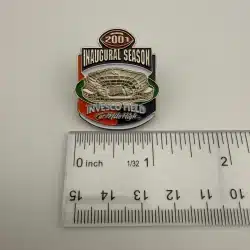 2001
INAUGURAL SEASON
INVESCO FIELD
at Mile High
0 inch 1/32 1 2
15 14 13 12 11 10 9